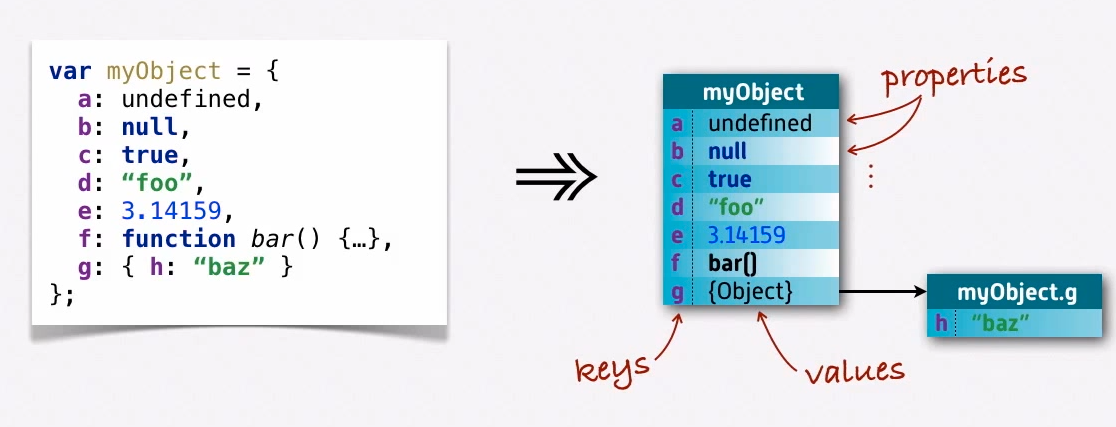 var myObject = {
a: undefined,
b: null,
c: true,
d: “foo”,
e: 3.14159,
f: function bar() {…},
g: { h: “baz” }
};
properties
myObject
a undefined
b null
⋮
c true
d “foo”
e 3.14159
f bar()
g {Object}
myObject.g
h “baz”
keys
values